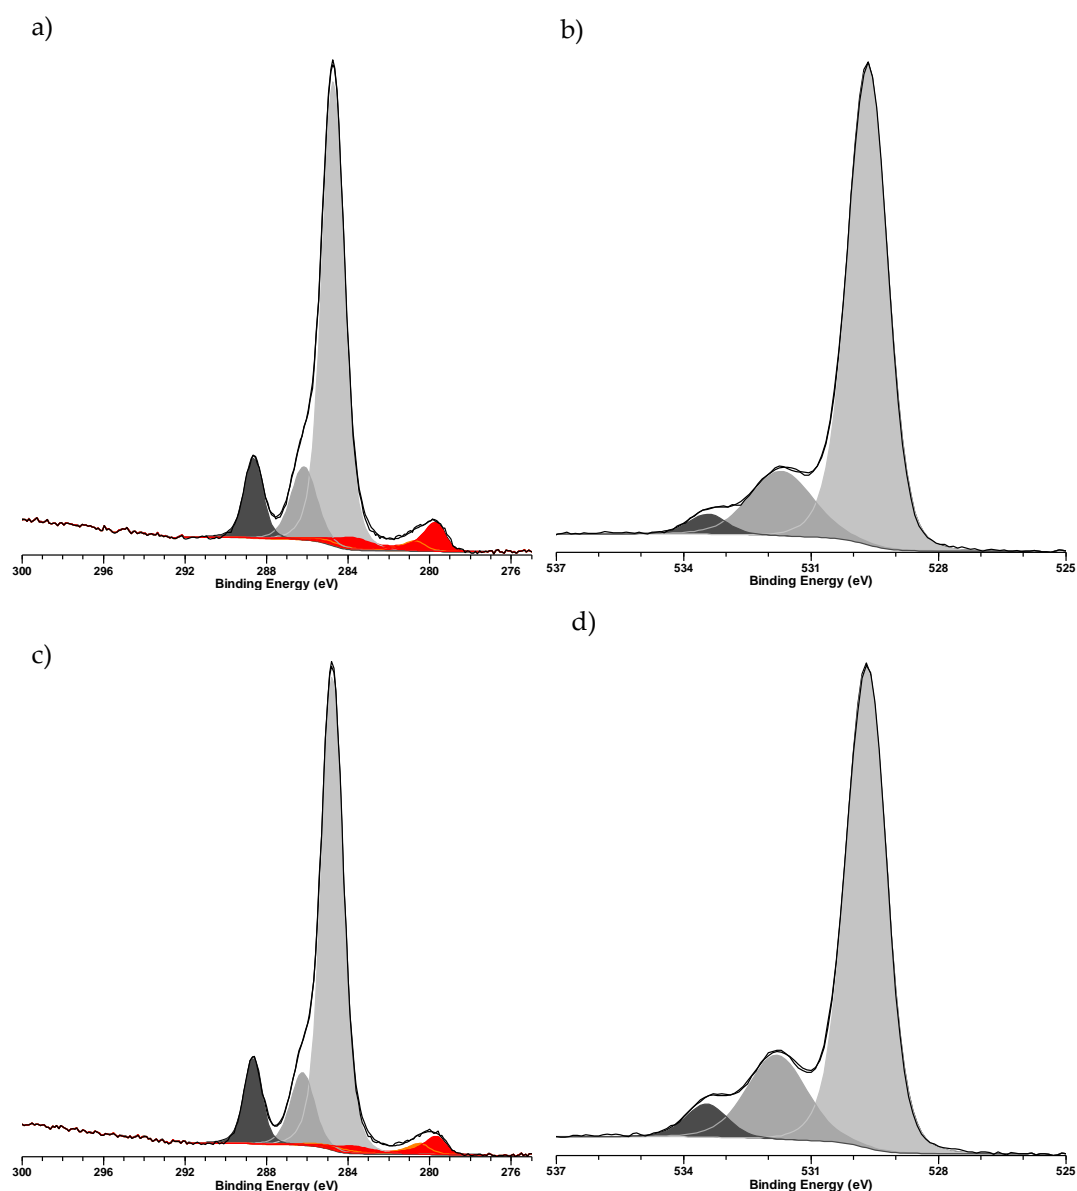 a)
b)
300 296 292 288 284 280 276
Binding Energy (eV)
537 534 531 528 525
Binding Energy (eV)
c)
d)
300 296 292 288 284 280 276
Binding Energy (eV)
537 534 531 528 525
Binding Energy (eV)